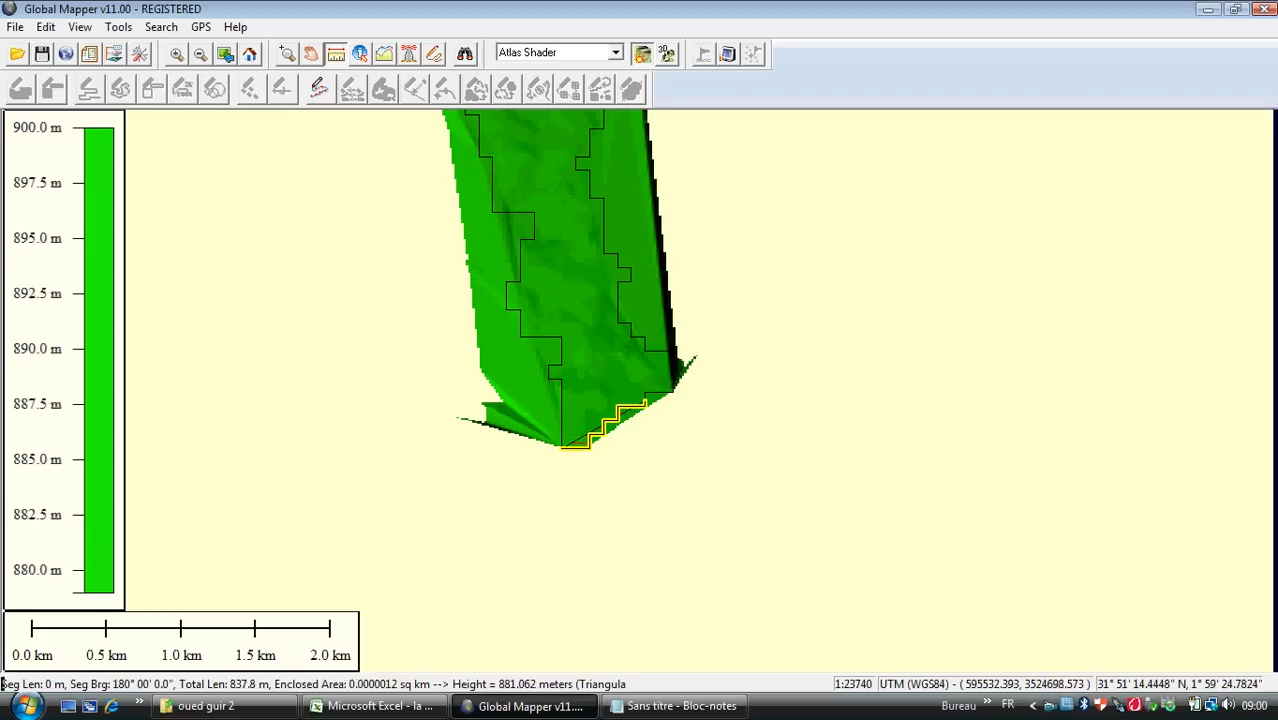 Global Mapper v11.00 - REGISTERED
File Edit View Tools Search GPS Help
Atlas Shader
3D
900.0 m
897.5 m
895.0 m
892.5 m
890.0 m
887.5 m
885.0 m
882.5 m
880.0 m
0.0 km 0.5 km 1.0 km 1.5 km 2.0 km
Seg Len: 0 m, Seg Brg: 180° 00' 0.0", Total Len: 837.8 m, Enclosed Area: 0.0000012 sq km --> Height = 881.062 meters (Triangula
1:23740 UTM (WGS84) - ( 595532.393, 3524698.573 ) 31° 51' 14.4448" N, 1° 59' 24.7824"
oued guir 2 Microsoft Excel - la ... Global Mapper v11.... Sans titre - Bloc-notes Bureau » FR 09:00